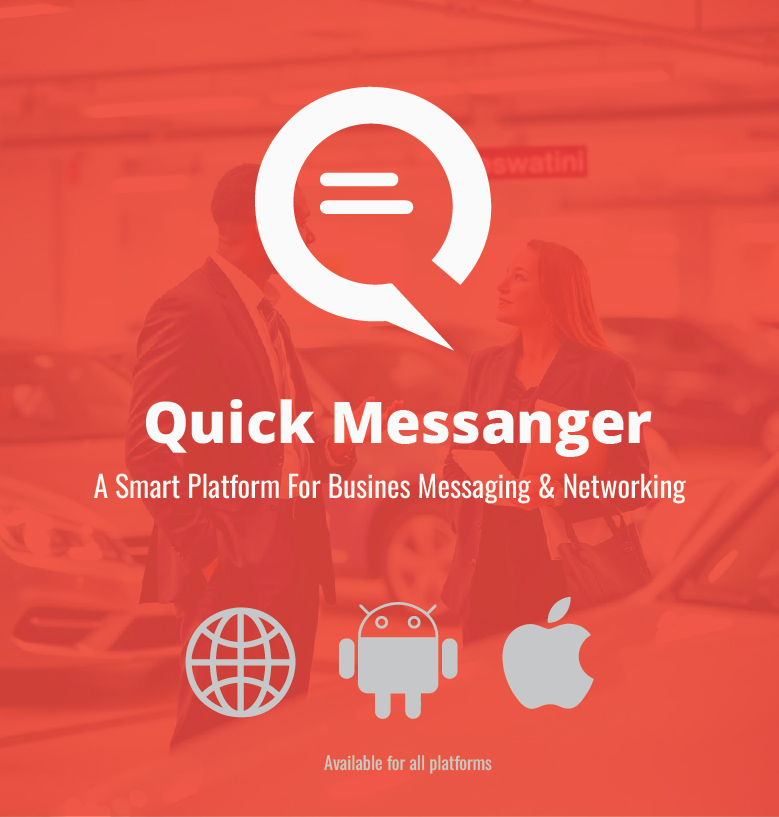 eswatini
Quick Messanger
A Smart Platform For Busines Messaging & Networking
Available for all platforms